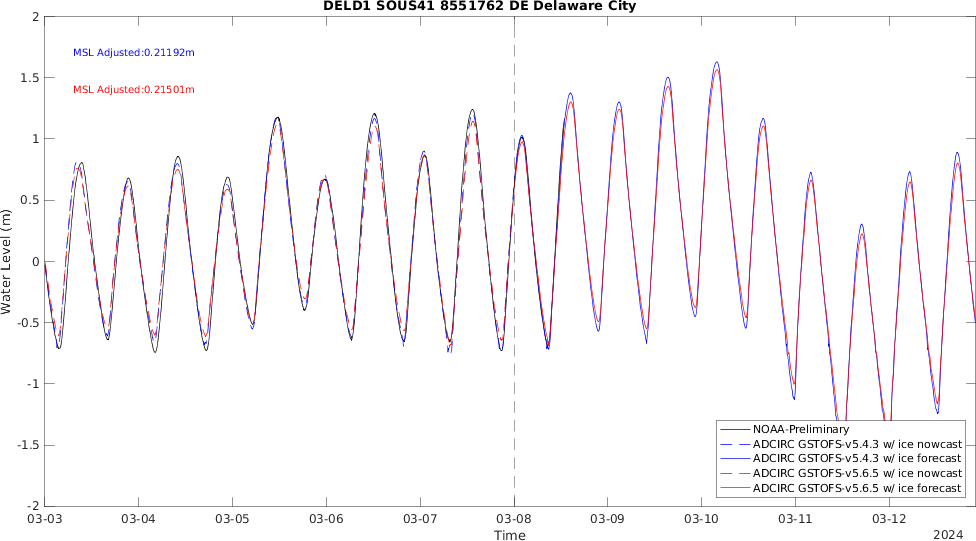 DELD1 SOUS41 8551762 DE Delaware City
MSL Adjusted:0.21192m
MSL Adjusted:0.21501m
Water Level (m)
2
1.5
1
0.5
0
-0.5
-1
-1.5
-2
NOAA-Preliminary
ADCIRC GSTOFS-v5.4.3 w/ ice nowcast
ADCIRC GSTOFS-v5.4.3 w/ ice forecast
ADCIRC GSTOFS-v5.6.5 w/ ice nowcast
ADCIRC GSTOFS-v5.6.5 w/ ice forecast
03-03 03-04 03-05 03-06 03-07 03-08 03-09 03-10 03-11 03-12
Time
2024